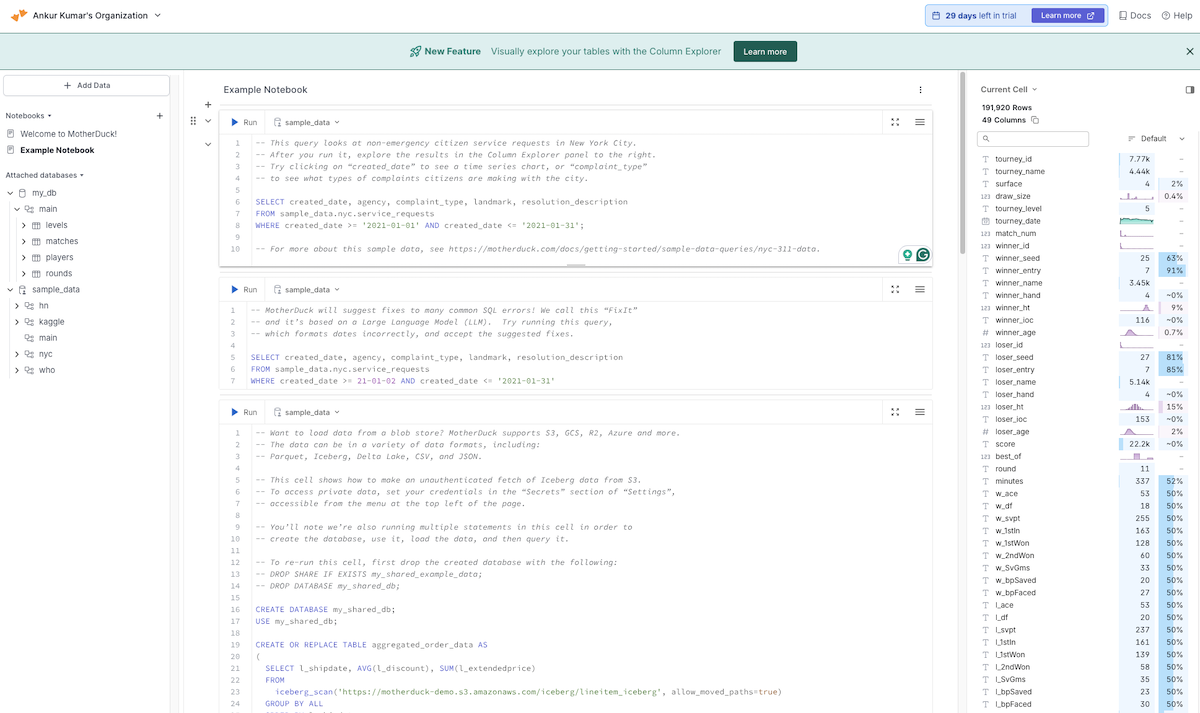 Ankur Kumar's Organization
29 days left in trial
Learn more
Docs
Help
New Feature Visually explore your tables with the Column Explorer
Learn more
Add Data
Notebooks
Welcome to MotherDuck!
Example Notebook
Attached databases
my_db
main
levels
matches
players
rounds
sample_data
hn
kaggle
main
nyc
who
Example Notebook
Run sample_data
1 -- This query looks at non-emergency citizen service requests in New York City.
2 -- After you run it, explore the results in the Column Explorer panel to the right.
3 -- Try clicking on “created_date” to see a time series chart, or “complaint_type”
4 -- to see what types of complaints citizens are making with the city.
5
6 SELECT created_date, agency, complaint_type, landmark, resolution_description
7 FROM sample_data.nyc.service_requests
8 WHERE created_date >= '2021-01-01' AND created_date <= '2021-01-31';
9
10 -- For more about this sample data, see https://motherduck.com/docs/getting-started/sample-data-queries/nyc-311-data.
Run sample_data
1 -- MotherDuck will suggest fixes to many common SQL errors! We call this “FixIt”
2 -- and it’s based on a Large Language Model (LLM).  Try running this query,
3 -- which formats dates incorrectly, and accept the suggested fixes.
4
5 SELECT created_date, agency, complaint_type, landmark, resolution_description
6 FROM sample_data.nyc.service_requests
7 WHERE created_date >= 21-01-02 AND created_date <= '2021-01-31'
Run sample_data
1 -- Want to load data from a blob store? MotherDuck supports S3, GCS, R2, Azure and more.
2 -- The data can be in a variety of data formats, including:
3 -- Parquet, Iceberg, Delta Lake, CSV, and JSON.
4
5 -- This cell shows how to make an unauthenticated fetch of Iceberg data from S3.
6 -- To access private data, set your credentials in the “Secrets” section of “Settings”,
7 -- accessible from the menu at the top left of the page.
8
9 -- You’ll note we’re also running multiple statements in this cell in order to
10 -- create the database, use it, load the data, and then query it.
11
12 -- To re-run this cell, first drop the created database with the following:
13 -- DROP SHARE IF EXISTS my_shared_example_data;
14 -- DROP DATABASE my_shared_db;
15
16 CREATE DATABASE my_shared_db;
17 USE my_shared_db;
18
19 CREATE OR REPLACE TABLE aggregated_order_data AS
20 (
21 SELECT l_shipdate, AVG(l_discount), SUM(l_extendedprice)
22 FROM
23 iceberg_scan('https://motherduck-demo.s3.amazonaws.com/iceberg/lineitem_iceberg', allow_moved_paths=true)
24 GROUP BY ALL
Current Cell
191,920 Rows
49 Columns
Default
T tourney_id 7.77k –
T tourney_name 4.44k –
T surface 4 2%
123 draw_size 0.4%
T tourney_level 5 –
tourney_date –
123 match_num –
123 winner_id –
T winner_seed 25 63%
T winner_entry 7 91%
T winner_name 3.45k –
T winner_hand 4 ~0%
123 winner_ht 9%
T winner_ioc 116 ~0%
# winner_age 0.7%
123 loser_id –
T loser_seed 27 81%
T loser_entry 7 85%
T loser_name 5.14k –
T loser_hand 4 ~0%
123 loser_ht 15%
T loser_ioc 153 ~0%
# loser_age 2%
T score 22.2k ~0%
123 best_of –
T round 11 –
T minutes 337 52%
T w_ace 53 50%
T w_df 18 50%
T w_svpt 255 50%
T w_1stIn 163 50%
T w_1stWon 128 50%
T w_2ndWon 60 50%
T w_SvGms 33 50%
T w_bpSaved 20 50%
T w_bpFaced 27 50%
T l_ace 53 50%
T l_df 20 50%
T l_svpt 237 50%
T l_1stIn 161 50%
T l_1stWon 139 50%
T l_2ndWon 58 50%
T l_SvGms 35 50%
T l_bpSaved 23 50%
T l_bpFaced 30 50%